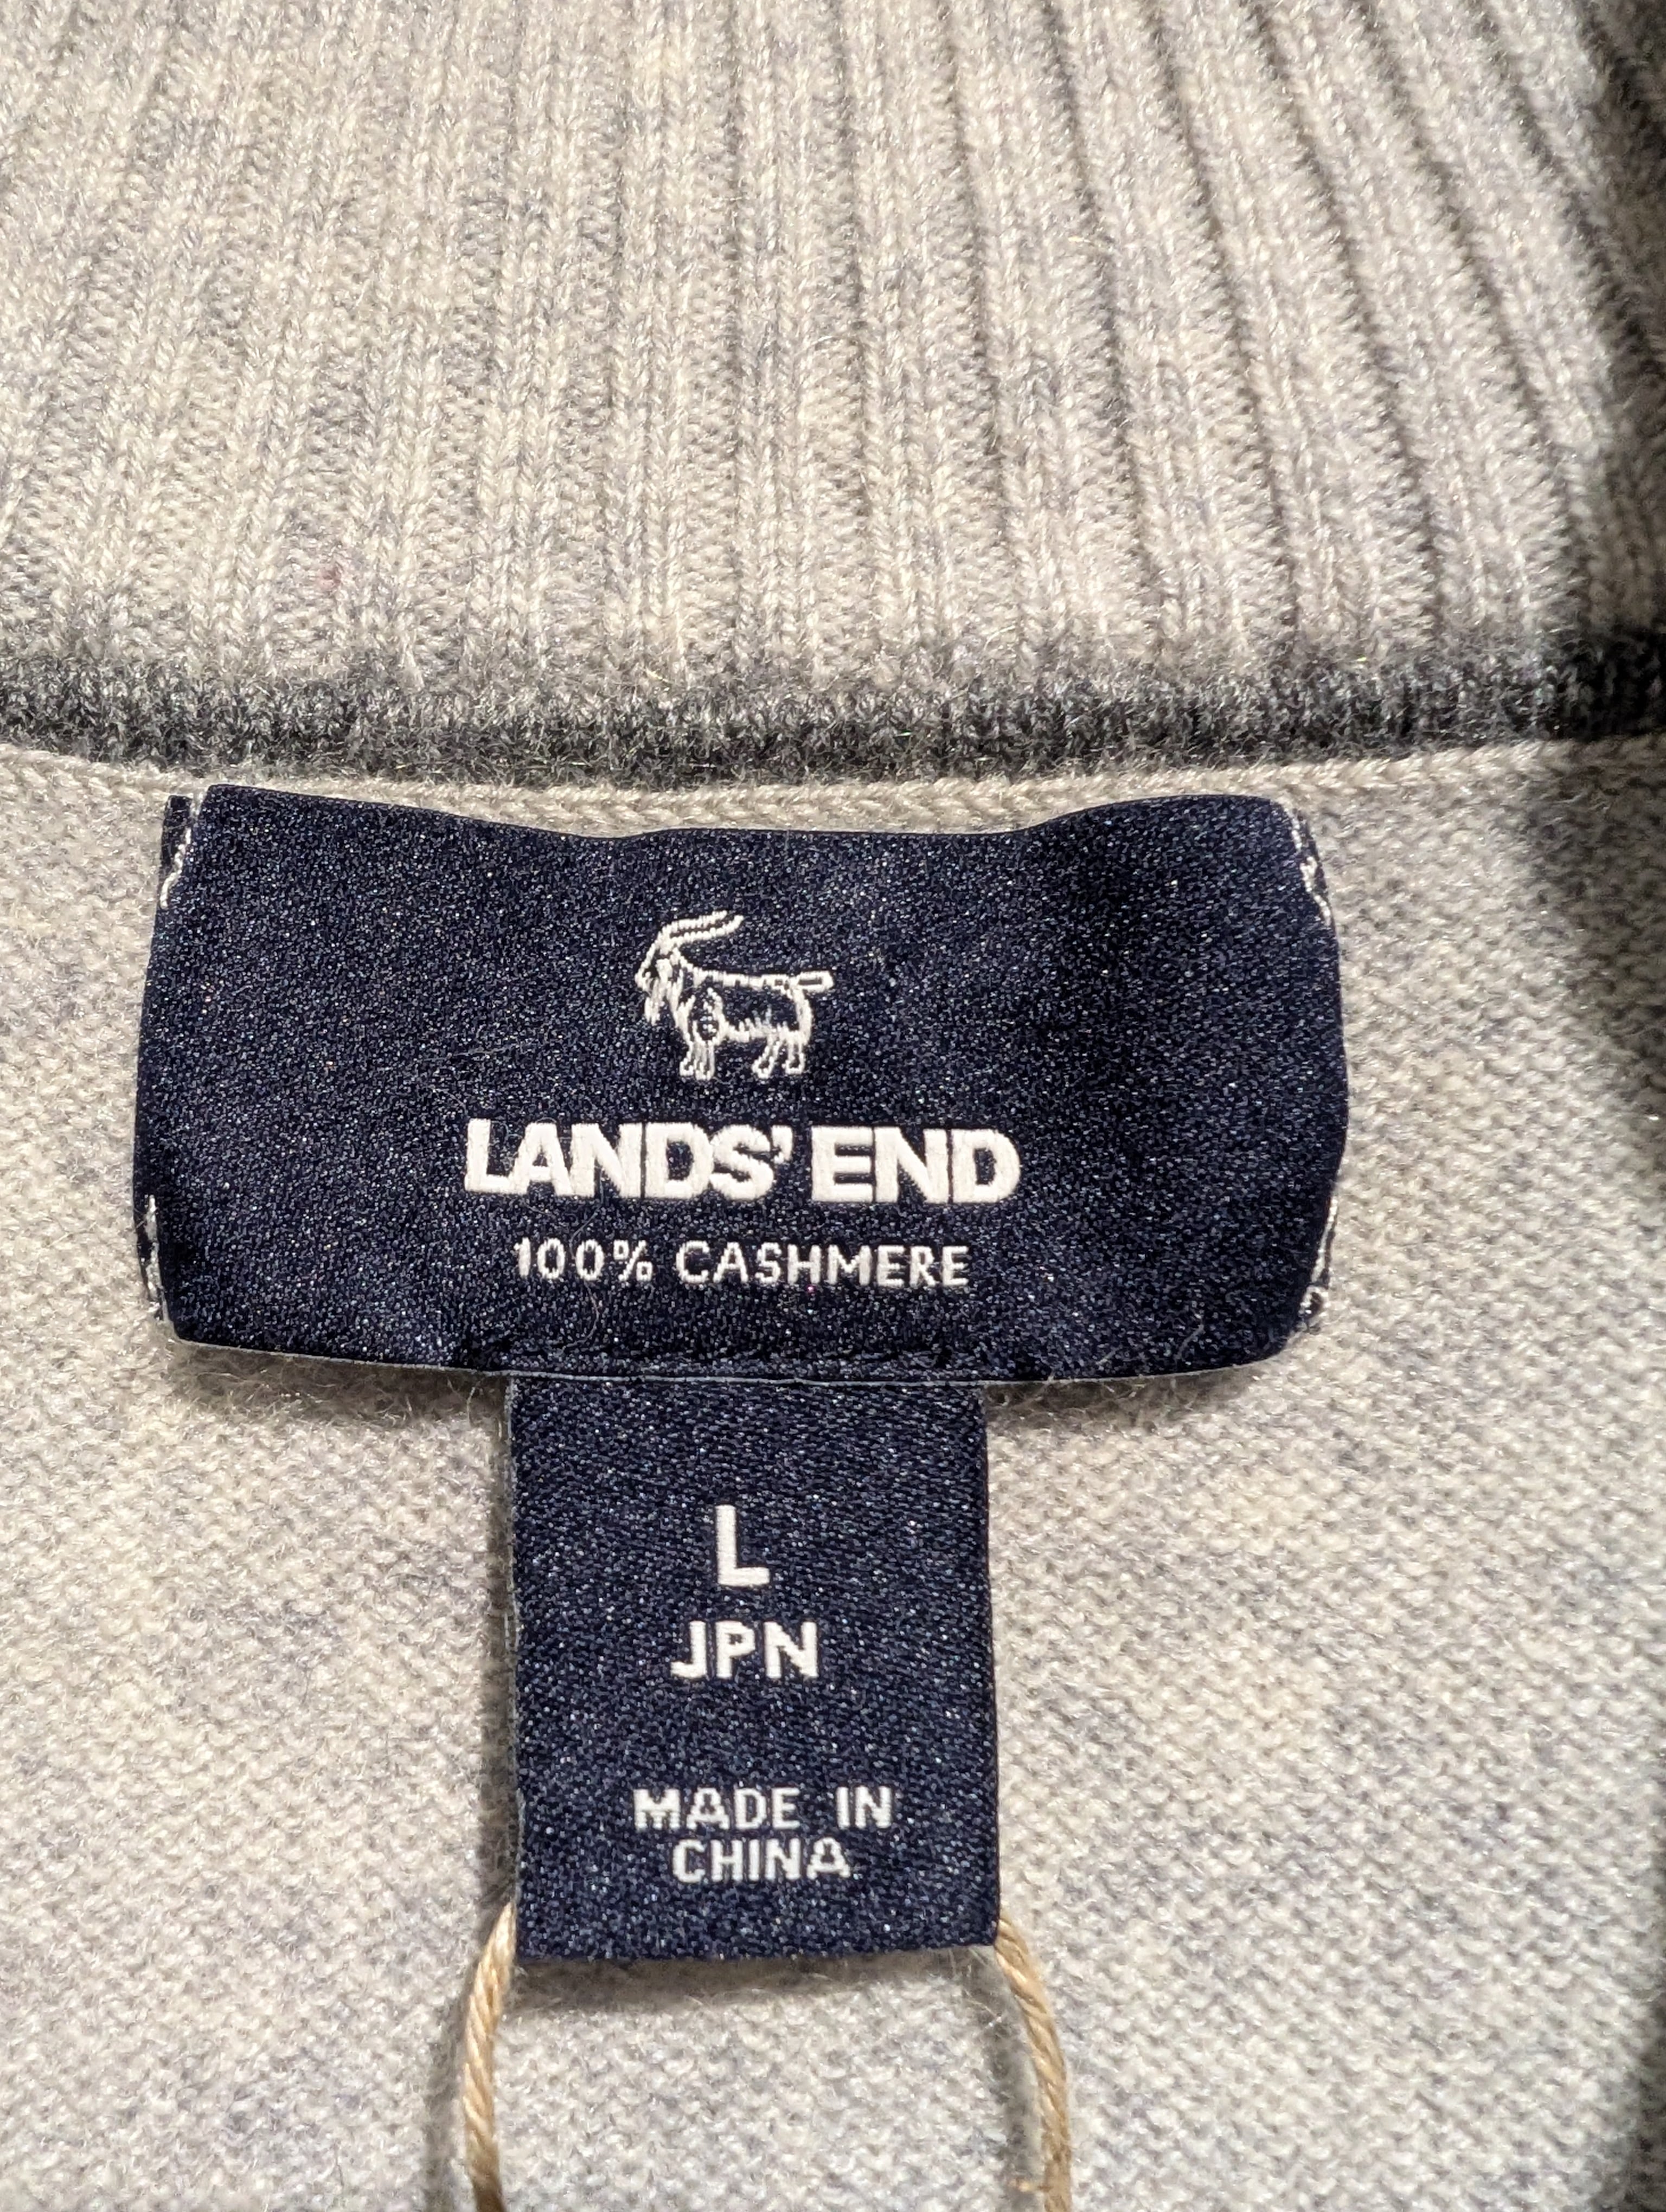 LANDS' END
100% CASHMERE
L
JPN
MADE IN
CHINA